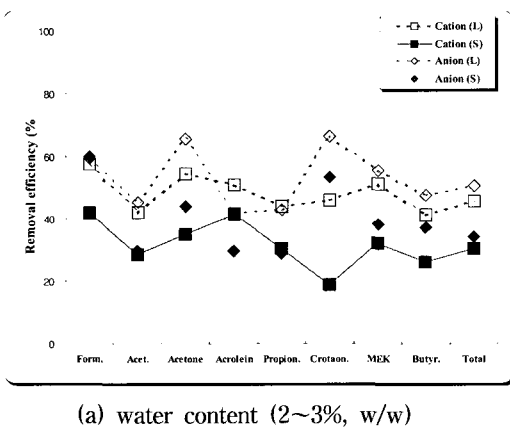 100
80
60
40
20
0
Removal efficiency (%
Cation (L)
Cation (S)
Anion (L)
Anion (S)
Form. Acet. Acetone Acrolein Propion. Crotaon. MEK Butyr. Total
(a) water content (2~3%, w/w)